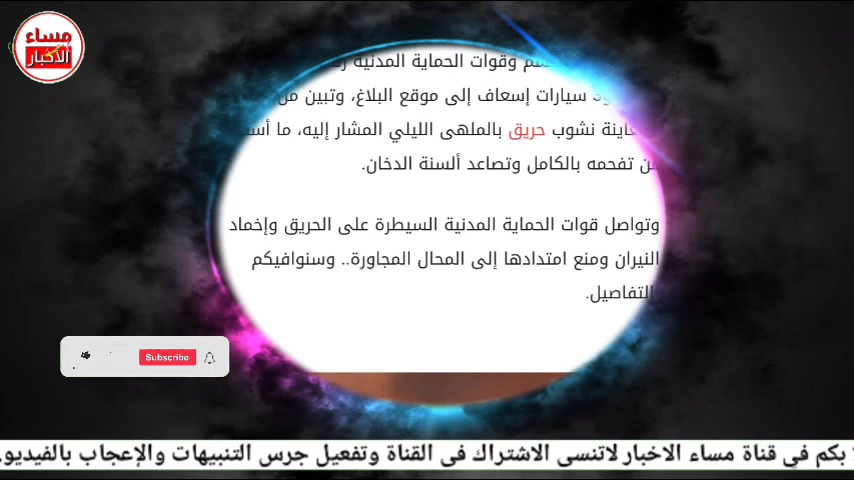 مساء
الأخبار
وقوات الحماية المدنية
سيارات إسعاف إلى موقع البلاغ، وتبين
نشوب حريق بالملهى الليلي المشار إليه، ما
تفحمه بالكامل وتصاعد ألسنة الدخان.
وتواصل قوات الحماية المدنية السيطرة على الحريق وإخماد
النيران ومنع امتدادها إلى المحال المجاورة.. وسنوافيكم
بالتفاصيل.
Subscribe
بكم في قناة مساء الاخبار لاتنسى الاشتراك فى القناة وتفعيل جرس التنبيهات والإعجاب بالفيديو.